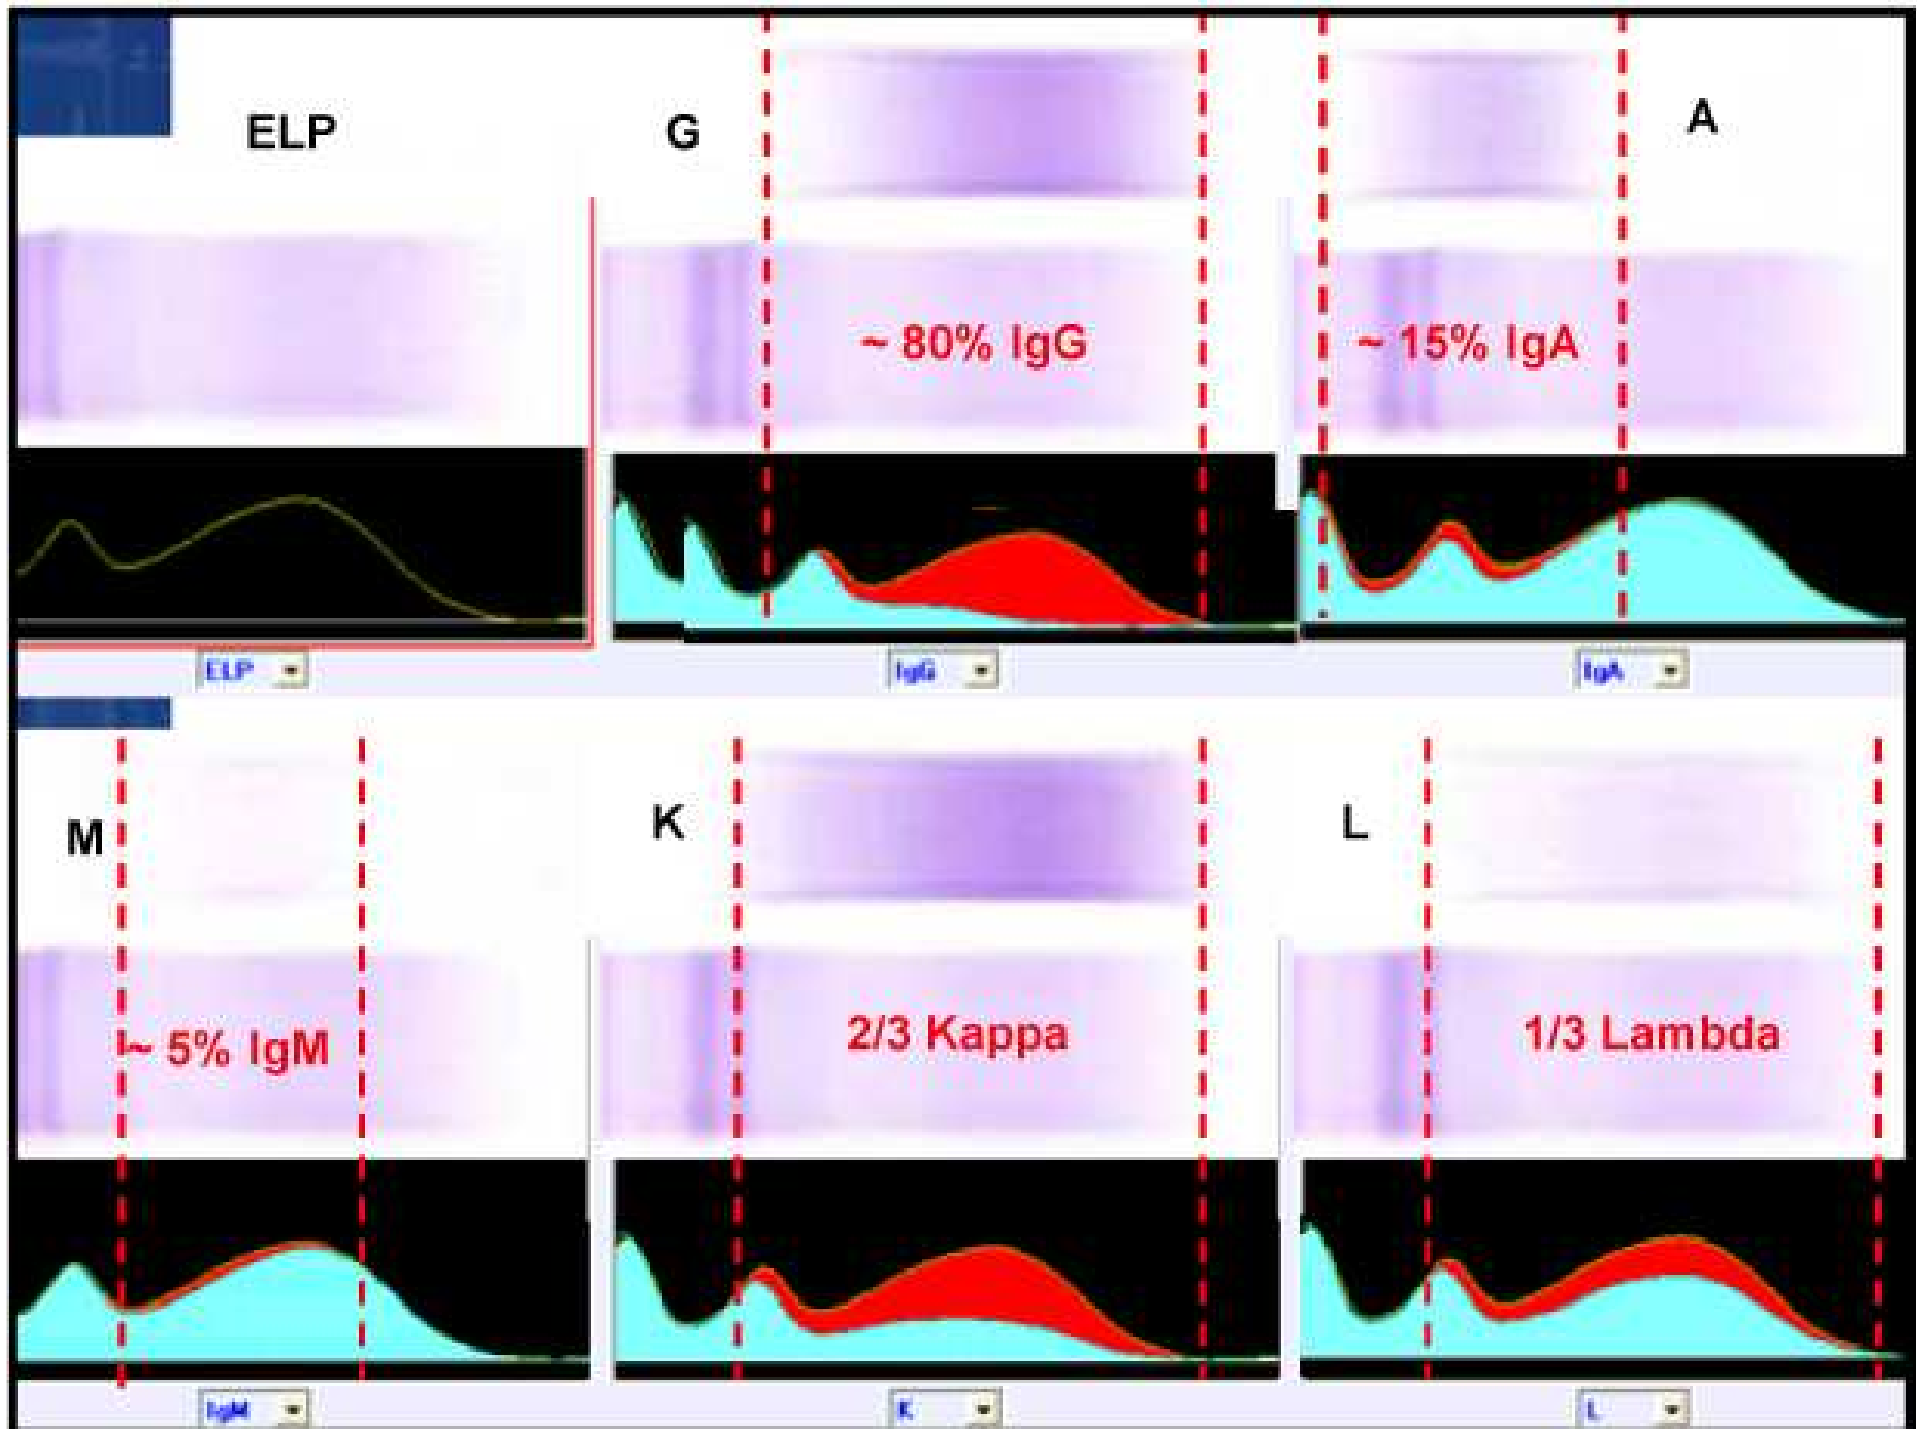 ELP
G
A
~ 80% IgG
~ 15% IgA
ELP
IgG
IgA
M
K
L
~ 5% IgM
2/3 Kappa
1/3 Lambda
IgM
K
L